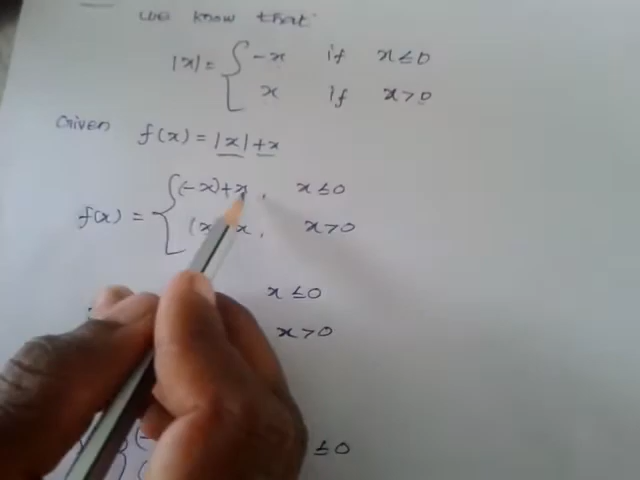 we know that
|x| = { -x if x ≤ 0
x if x > 0
Given f(x) = |x| + x
f(x) = { (-x) + x , x ≤ 0
(x x , x > 0
x ≤ 0
x > 0
≤ 0